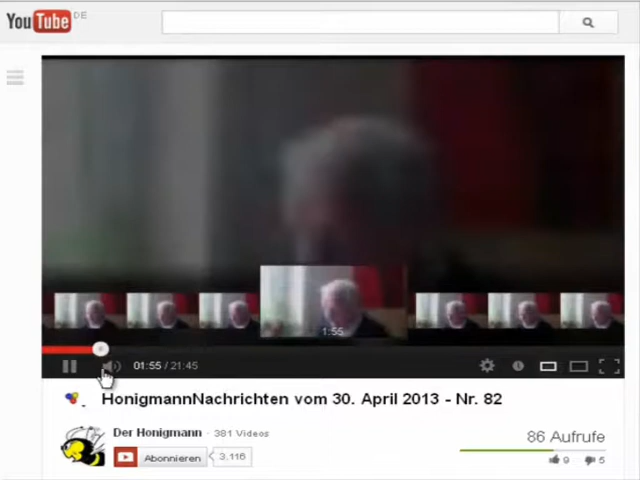 YouTube DE
1:55
01:55 / 21:45
HonigmannNachrichten vom 30. April 2013 - Nr. 82
Der Honigmann · 381 Videos
86 Aufrufe
Abonnieren 3.116
9 5